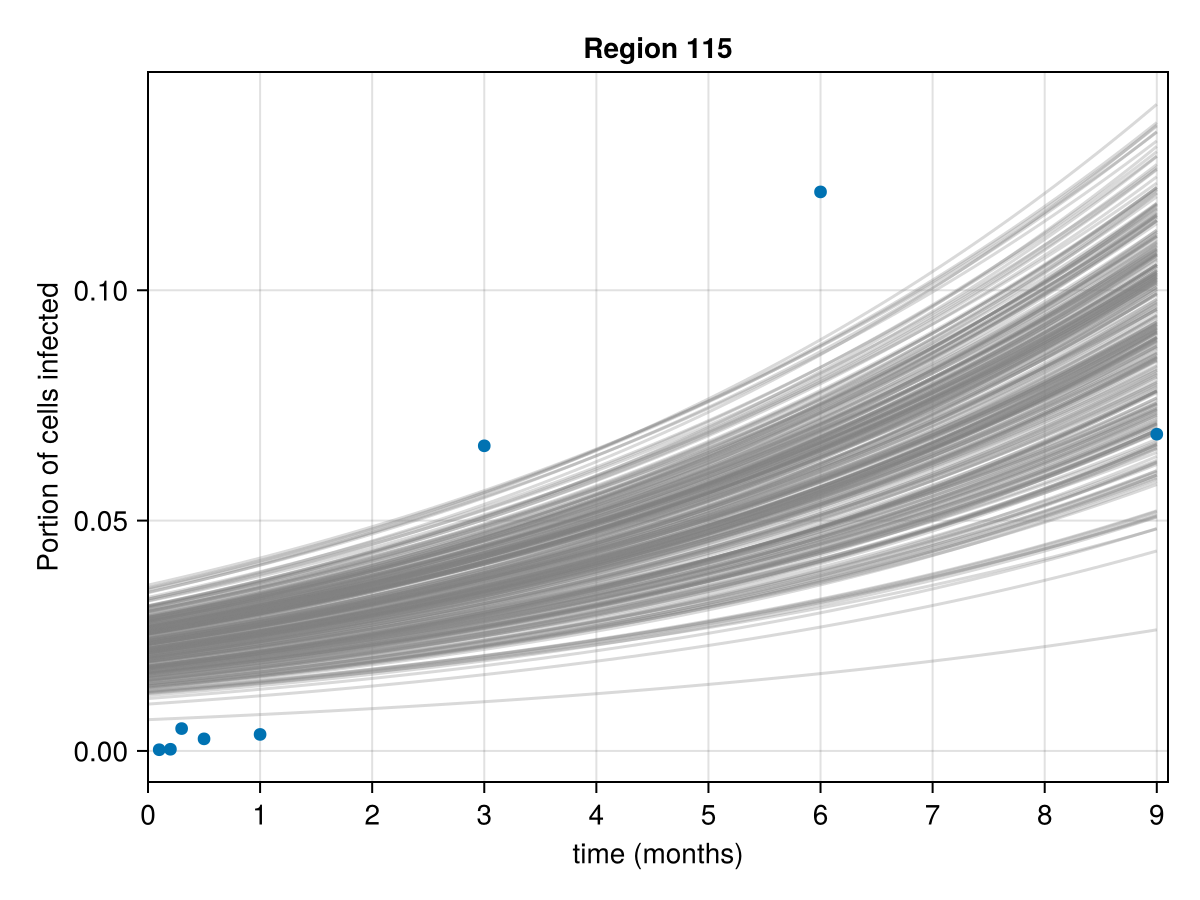 Region 115
Portion of cells infected
0.10
0.05
0.00
0 1 2 3 4 5 6 7 8 9
time (months)